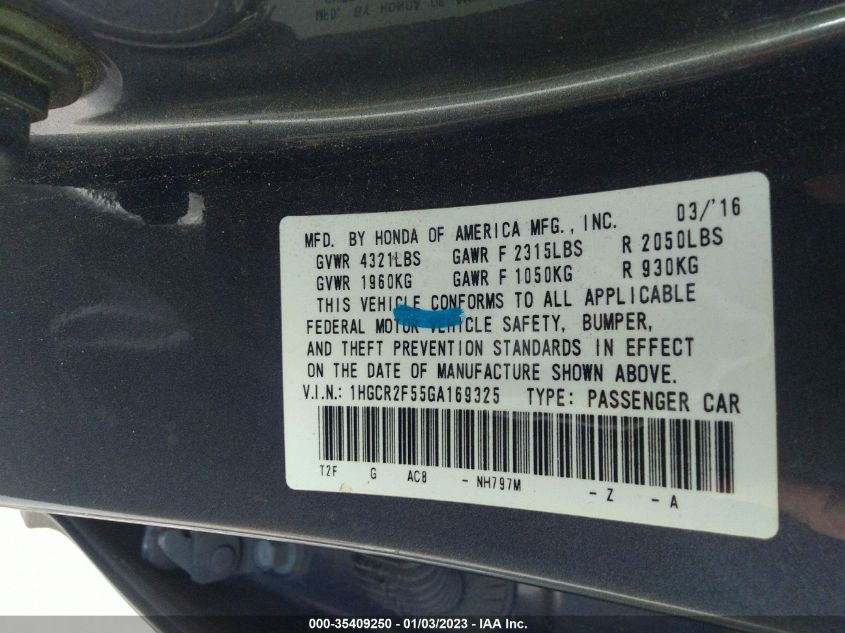 MFD. BY HONDA OF AMERICA MFG., INC. 03/'16
GVWR 4321LBS GAWR F 2315LBS R 2050LBS
GVWR 1960KG GAWR F 1050KG R 930KG
THIS VEHICLE CONFORMS TO ALL APPLICABLE
FEDERAL MOTOR VEHICLE SAFETY, BUMPER,
AND THEFT PREVENTION STANDARDS IN EFFECT
ON THE DATE OF MANUFACTURE SHOWN ABOVE.
V.I.N.: 1HGCR2F55GA169325 TYPE: PASSENGER CAR
T2F G AC0 - NH797M - Z - A
000-35409250 - 01/03/2023 - IAA Inc.